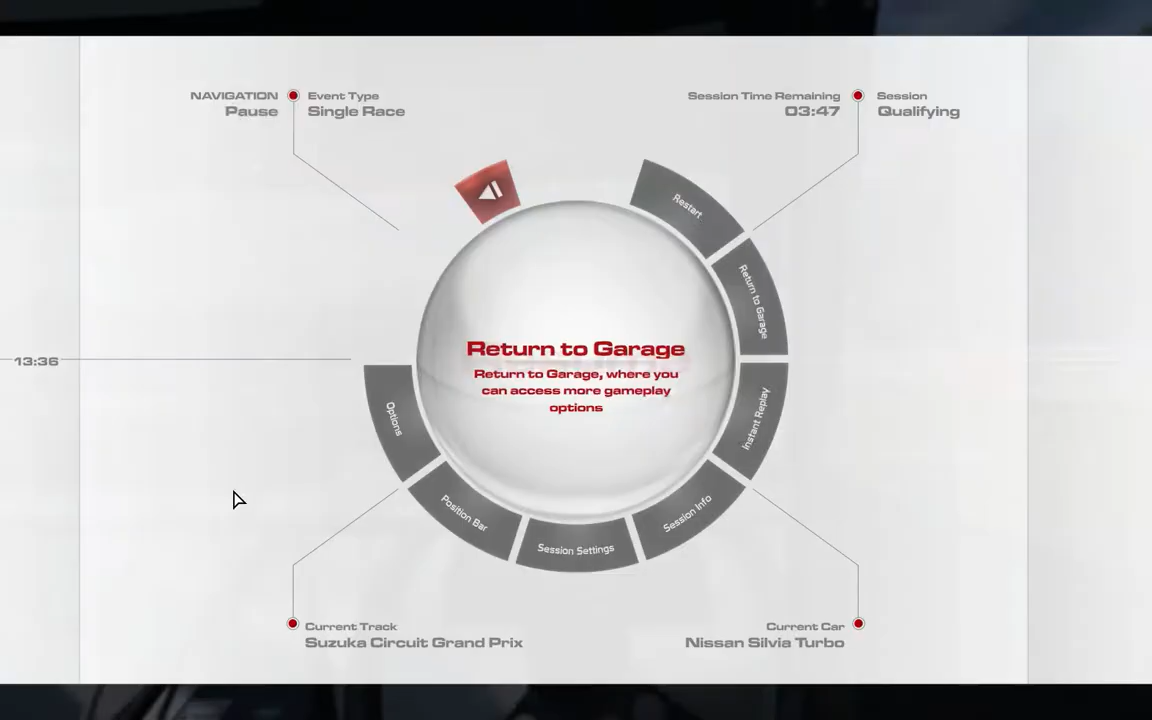 NAVIGATION
Pause
Event Type
Single Race
Session Time Remaining
03:47
Session
Qualifying
Restart
Return to Garage
13:36
Return to Garage
Return to Garage, where you
can access more gameplay
options
Options
Instant Replay
Position Bar
Session Info
Session Settings
Current Track
Suzuka Circuit Grand Prix
Current Car
Nissan Silvia Turbo